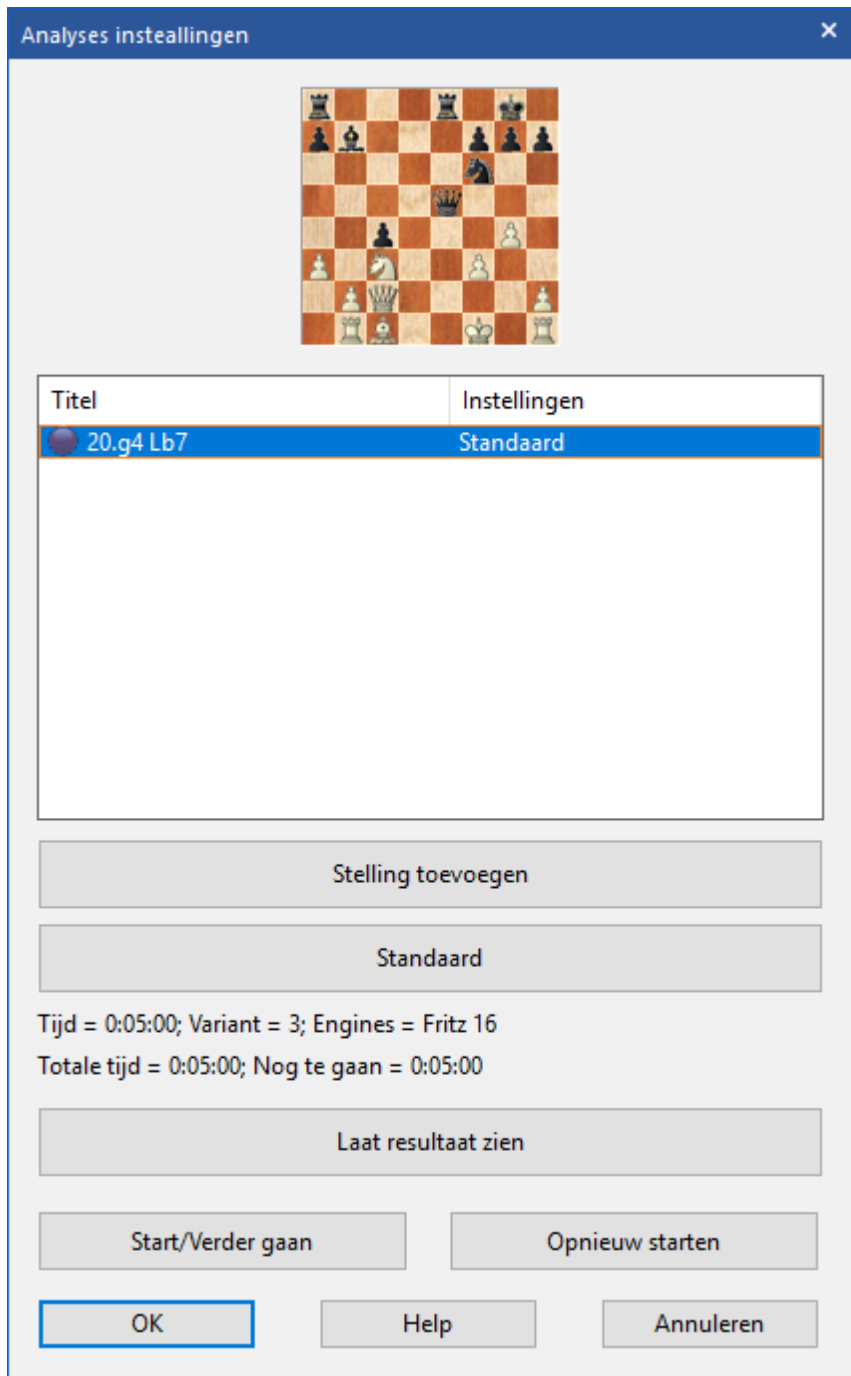 Analyses insteallingen
Titel Instellingen
20.g4 Lb7 Standaard
Stelling toevoegen
Standaard
Tijd = 0:05:00; Variant = 3; Engines = Fritz 16
Totale tijd = 0:05:00; Nog te gaan = 0:05:00
Laat resultaat zien
Start/Verder gaan Opnieuw starten
OK Help Annuleren